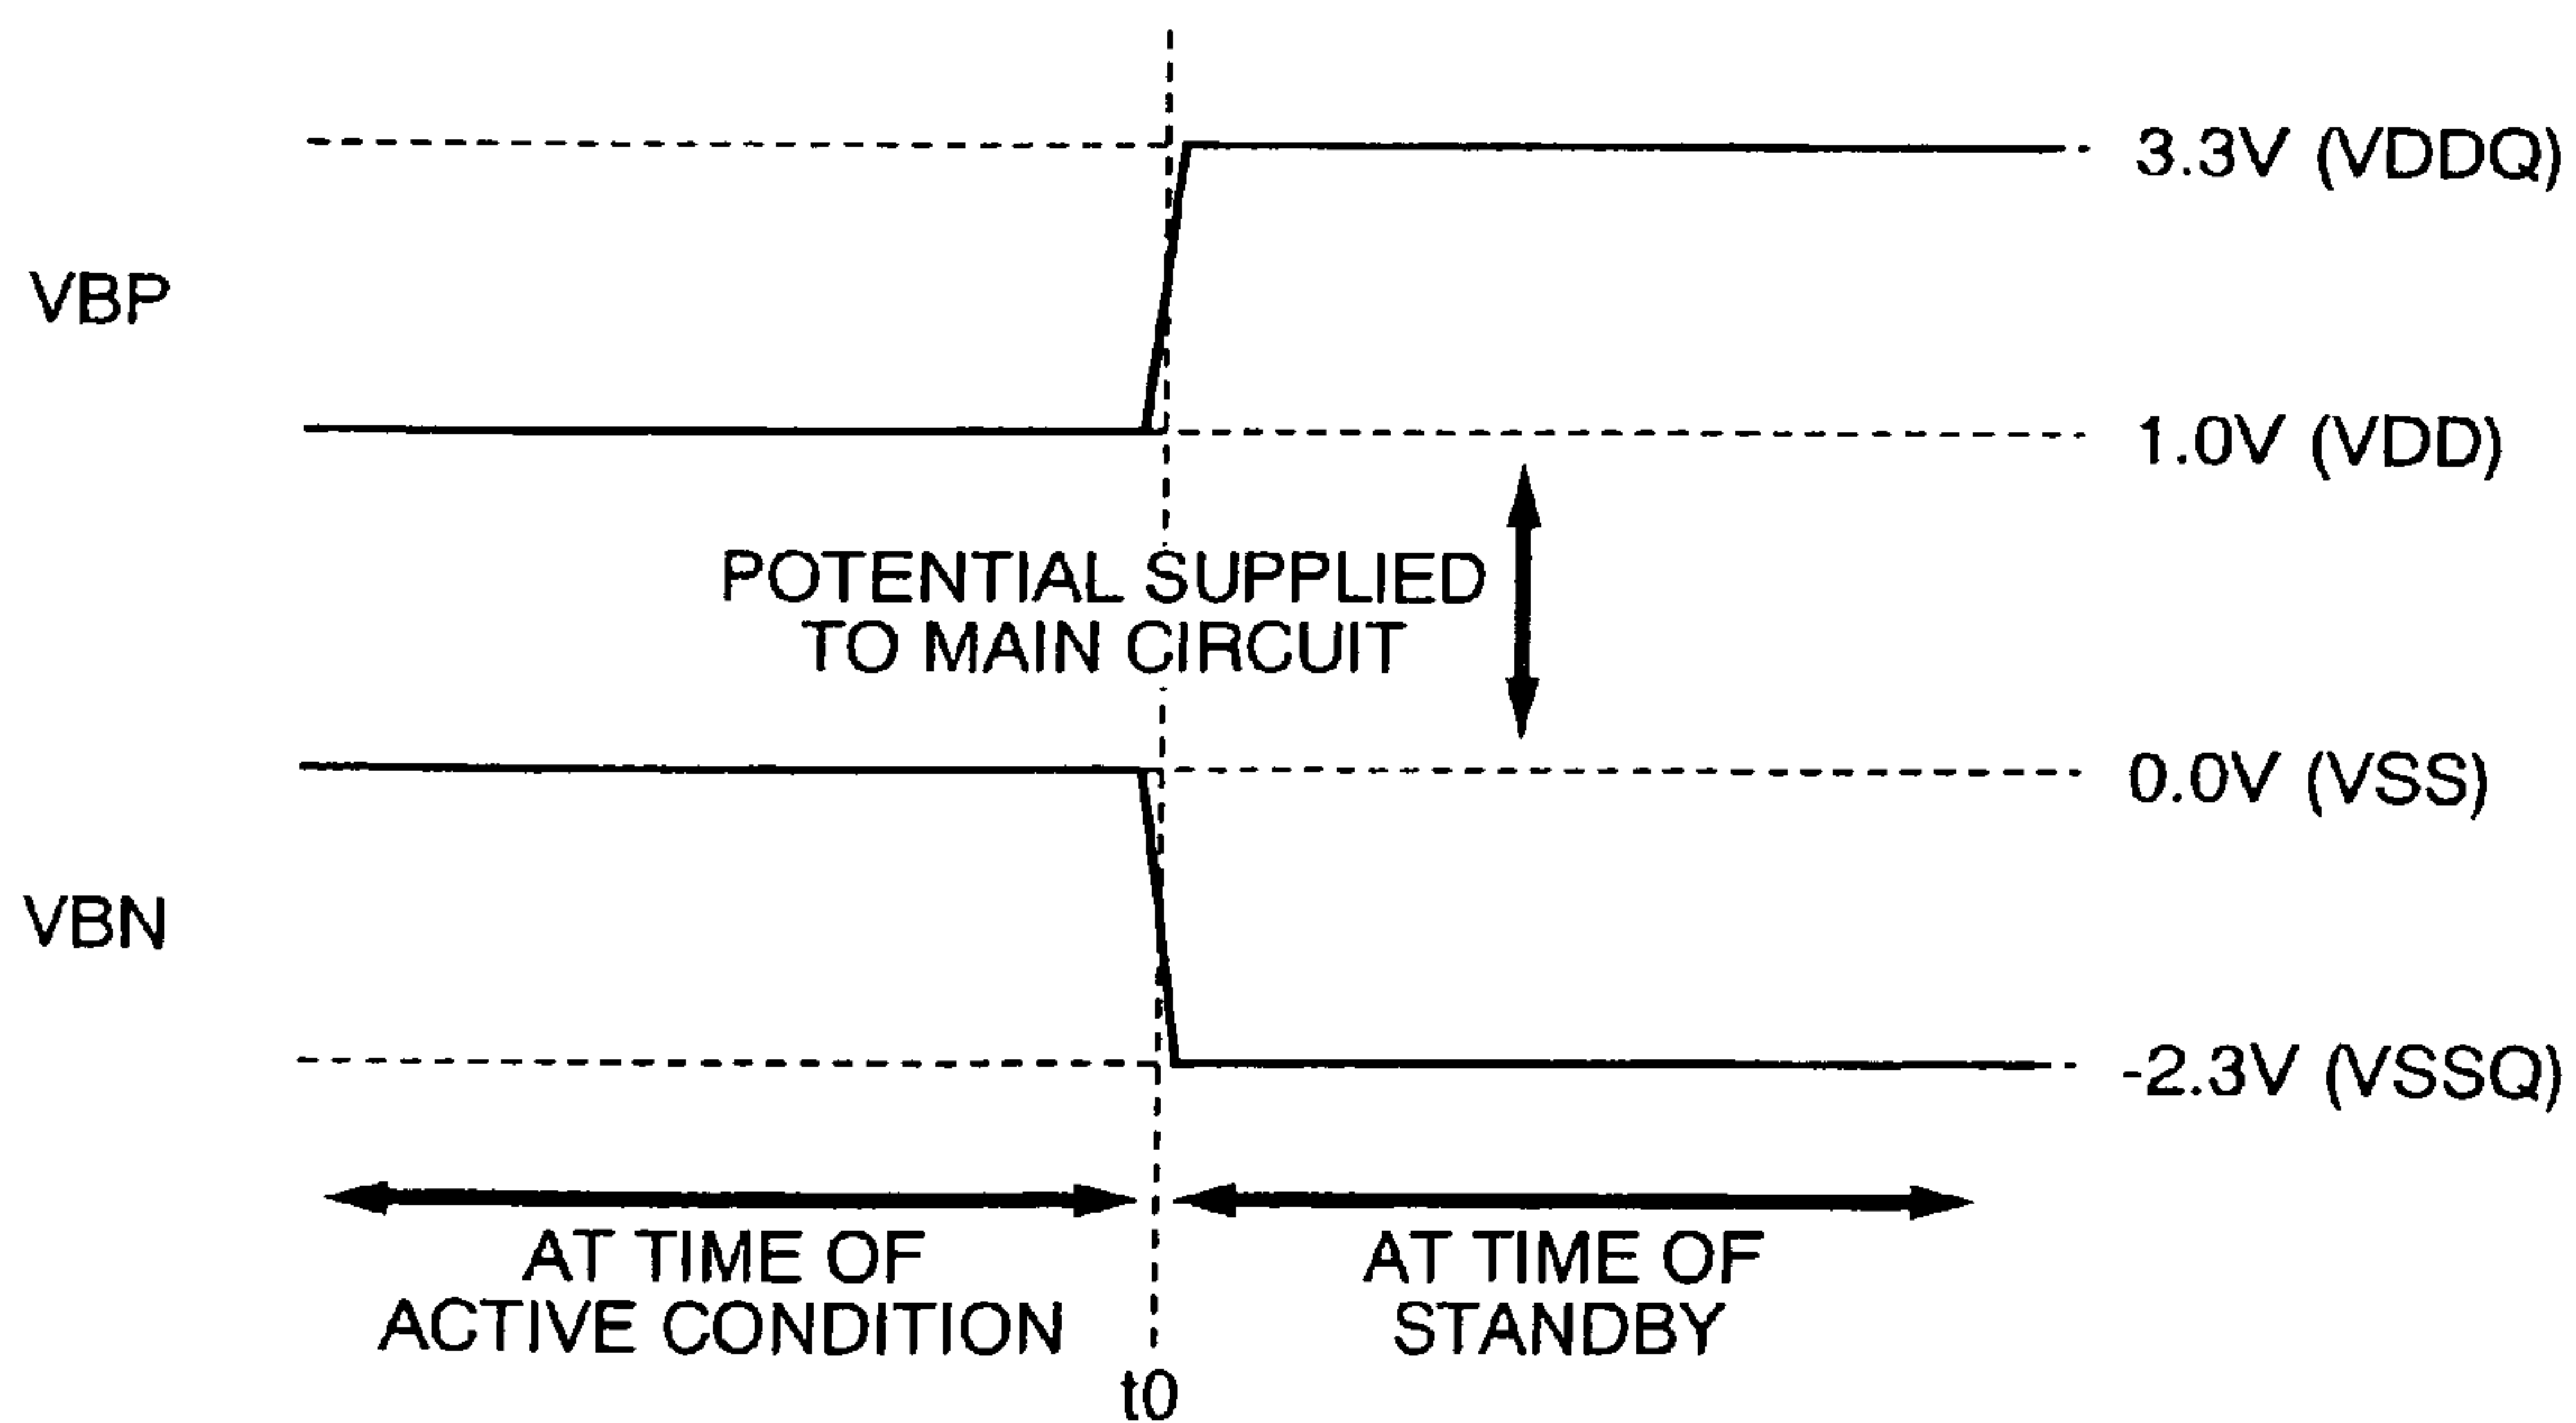 3.3V (VDDQ)
VBP
1.0V (VDD)
POTENTIAL SUPPLIED
TO MAIN CIRCUIT
0.0V (VSS)
VBN
-2.3V (VSSQ)
AT TIME OF
ACTIVE CONDITION
AT TIME OF
STANDBY
t0